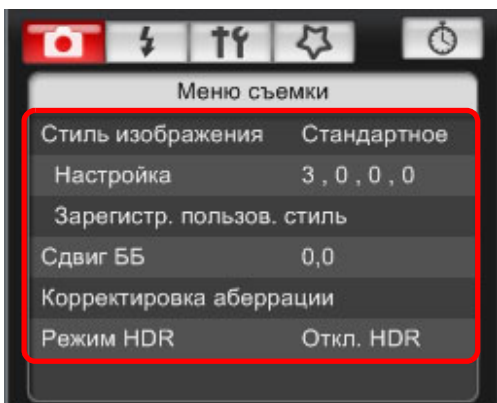 Меню съемки
Стиль изображения Стандартное
Настройка 3 , 0 , 0 , 0
Зарегистр. пользов. стиль
Сдвиг ББ 0,0
Корректировка аберрации
Режим HDR Откл. HDR